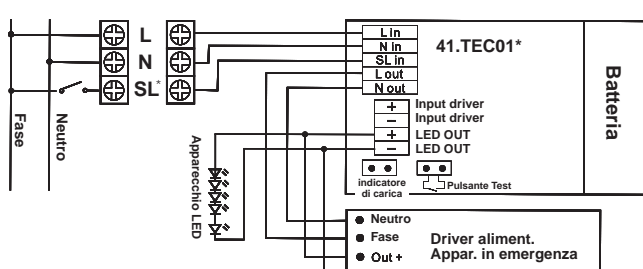 L
N
SL*
L in
N in
SL in
L out
N out
41.TEC01*
Batteria
+ Input driver
− Input driver
+ LED OUT
− LED OUT
indicatore
di carica
Pulsante Test
Fase
Neutro
Apparecchio LED
Neutro
Fase
Out +
Driver aliment.
Appar. in emergenza